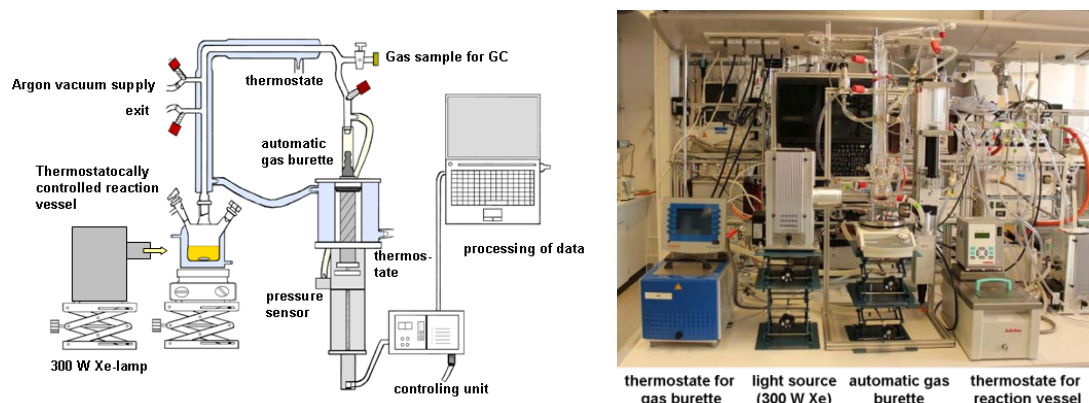 Gas sample for GC
thermostate
Argon vacuum supply
exit
automatic
gas burette
Thermostatocally
controlled reaction
vessel
processing of data
thermos-
tate
pressure
sensor
300 W Xe-lamp
controling unit
thermostate for
gas burette
light source
(300 W Xe)
automatic gas
burette
thermostate for
reaction vessel